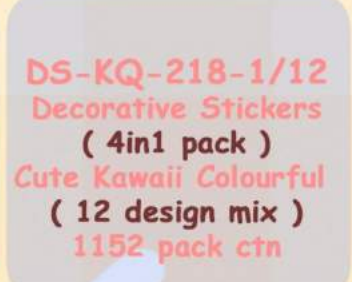 DS-KQ-218-1/12
Decorative Stickers
( 4in1 pack )
Cute Kawaii Colourful
( 12 design mix )
1152 pack ctn